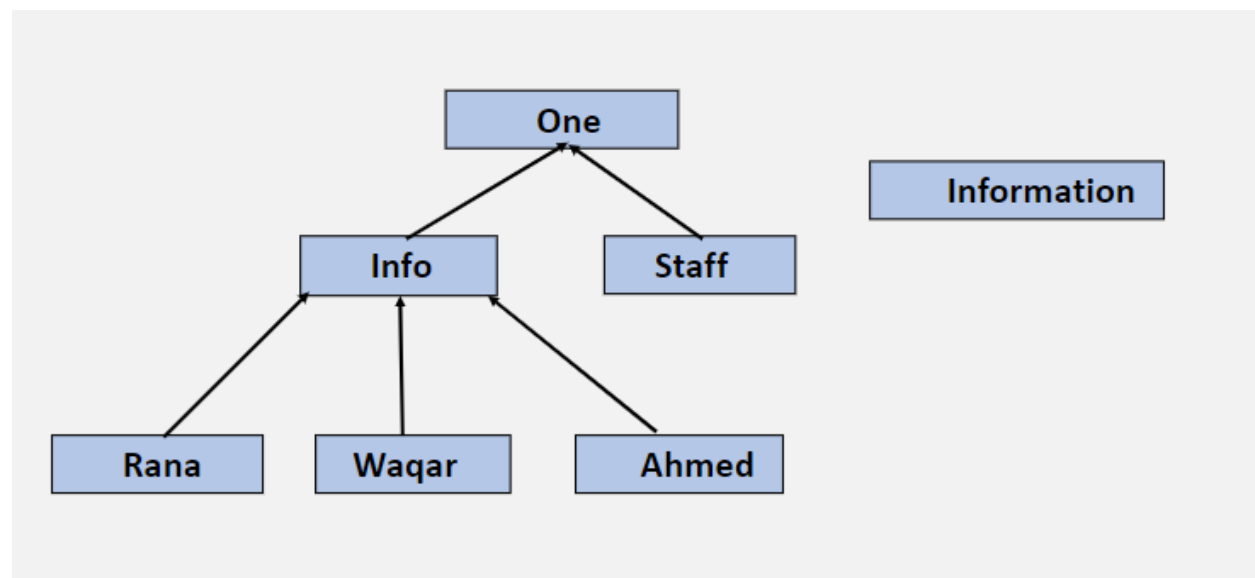 One
Information
Info
Staff
Rana
Waqar
Ahmed